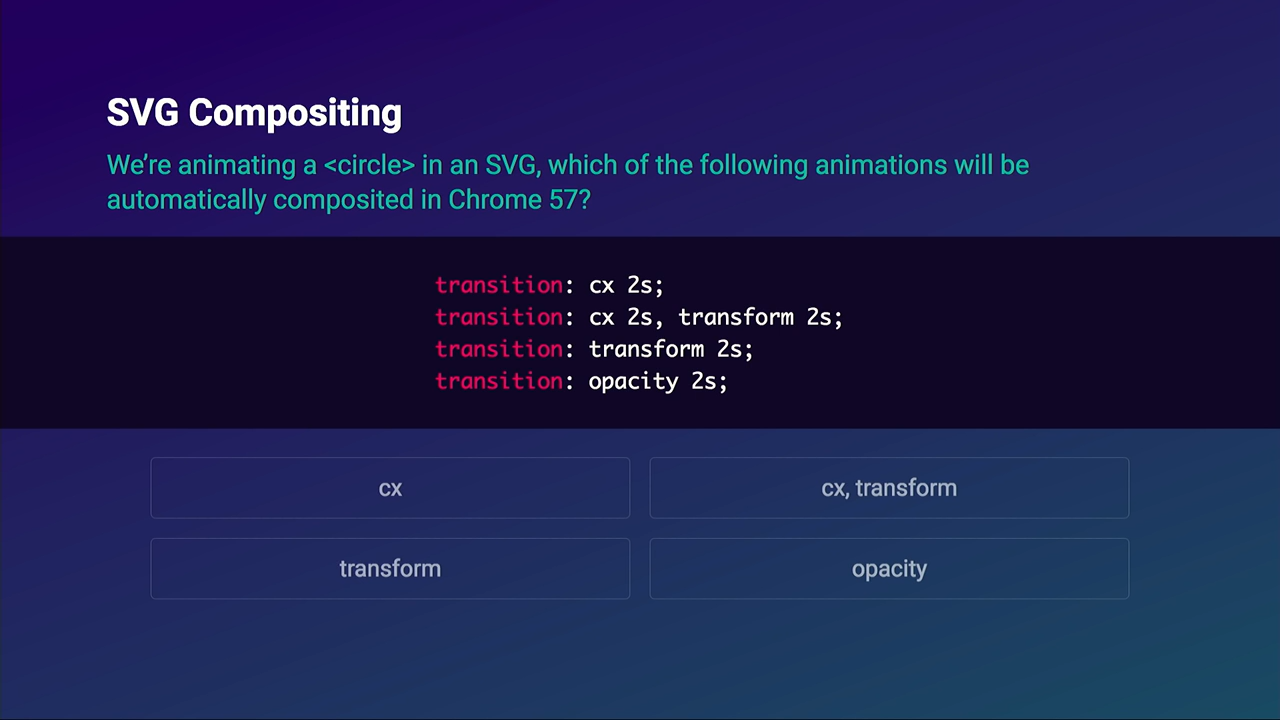 SVG Compositing
We’re animating a <circle> in an SVG, which of the following animations will be
automatically composited in Chrome 57?
transition: cx 2s;
transition: cx 2s, transform 2s;
transition: transform 2s;
transition: opacity 2s;
cx
cx, transform
transform
opacity